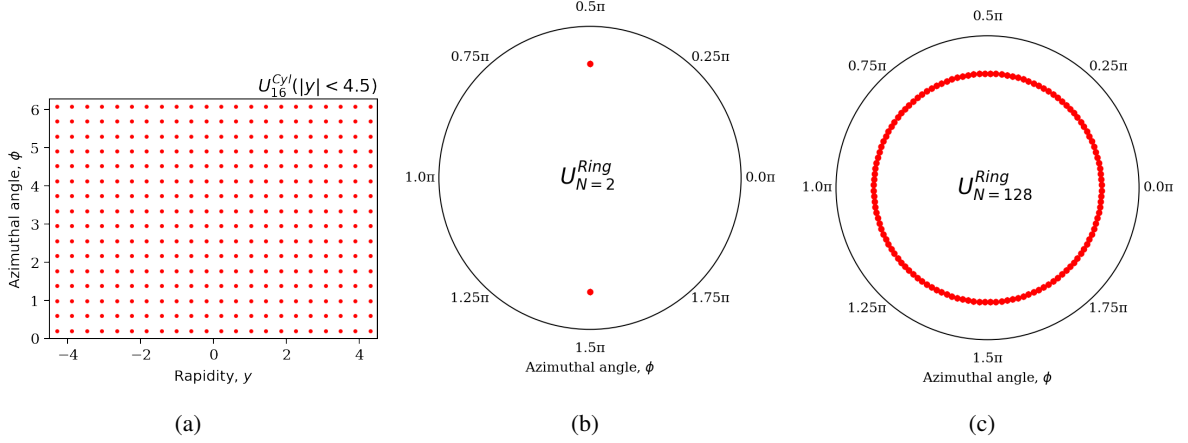 U_{16}^{Cyl}(|y| < 4.5)
Azimuthal angle, ϕ
6
5
4
3
2
1
0
−4
−2
0
2
4
Rapidity, y
(a)
0.5π
0.75π
0.25π
1.0π
U_{N=2}^{Ring}
0.0π
1.25π
1.75π
1.5π
Azimuthal angle, ϕ
(b)
0.5π
0.75π
0.25π
1.0π
U_{N=128}^{Ring}
0.0π
1.25π
1.75π
1.5π
Azimuthal angle, ϕ
(c)